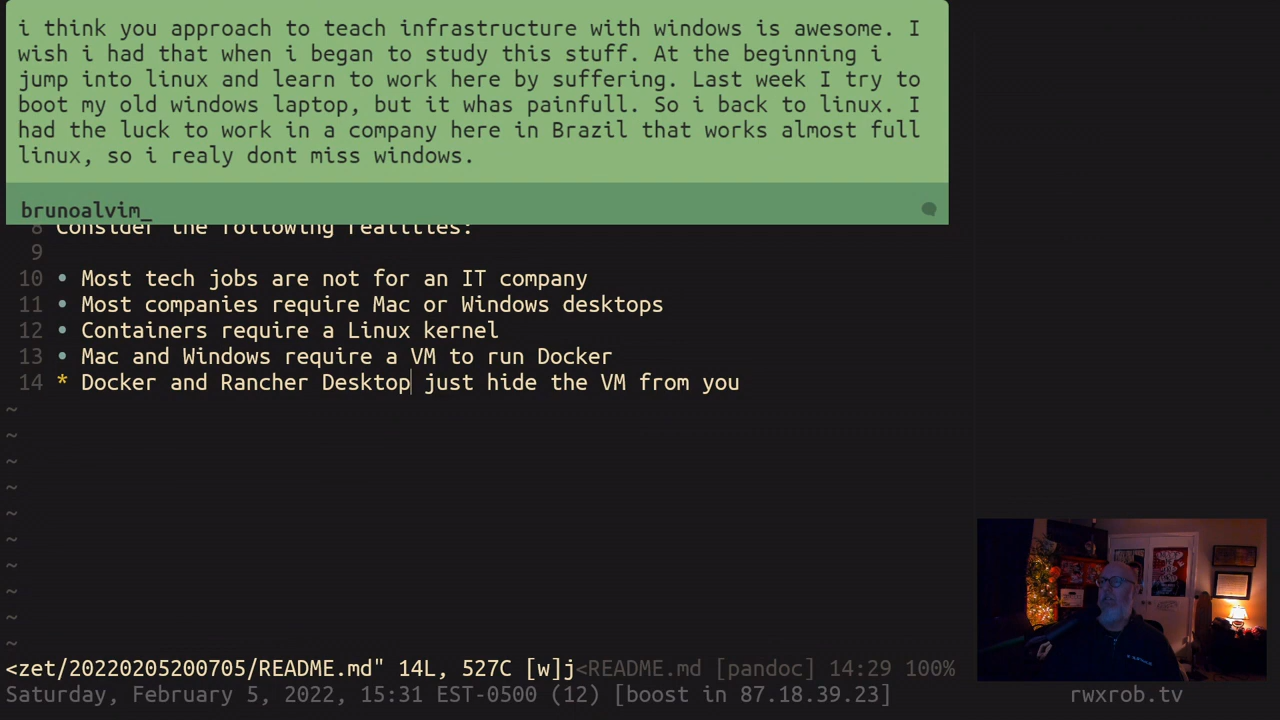 i think you approach to teach infrastructure with windows is awesome. I
wish i had that when i began to study this stuff. At the beginning i
jump into linux and learn to work here by suffering. Last week I try to
boot my old windows laptop, but it whas painfull. So i back to linux. I
had the luck to work in a company here in Brazil that works almost full
linux, so i realy dont miss windows.
brunoalvim_
8 Consider the following realities:
9
10 • Most tech jobs are not for an IT company
11 • Most companies require Mac or Windows desktops
12 • Containers require a Linux kernel
13 • Mac and Windows require a VM to run Docker
14 * Docker and Rancher Desktop just hide the VM from you
~
~
~
~
~
~
~
~
~
~
<zet/20220205200705/README.md" 14L, 527C [w]j<README.md [pandoc] 14:29 100%
Saturday, February 5, 2022, 15:31 EST-0500 (12) [boost in 87.18.39.23]
rwxrob.tv